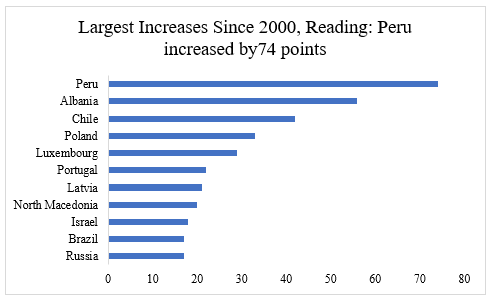 Largest Increases Since 2000, Reading: Peru
increased by74 points
Peru
Albania
Chile
Poland
Luxembourg
Portugal
Latvia
North Macedonia
Israel
Brazil
Russia
0 10 20 30 40 50 60 70 80